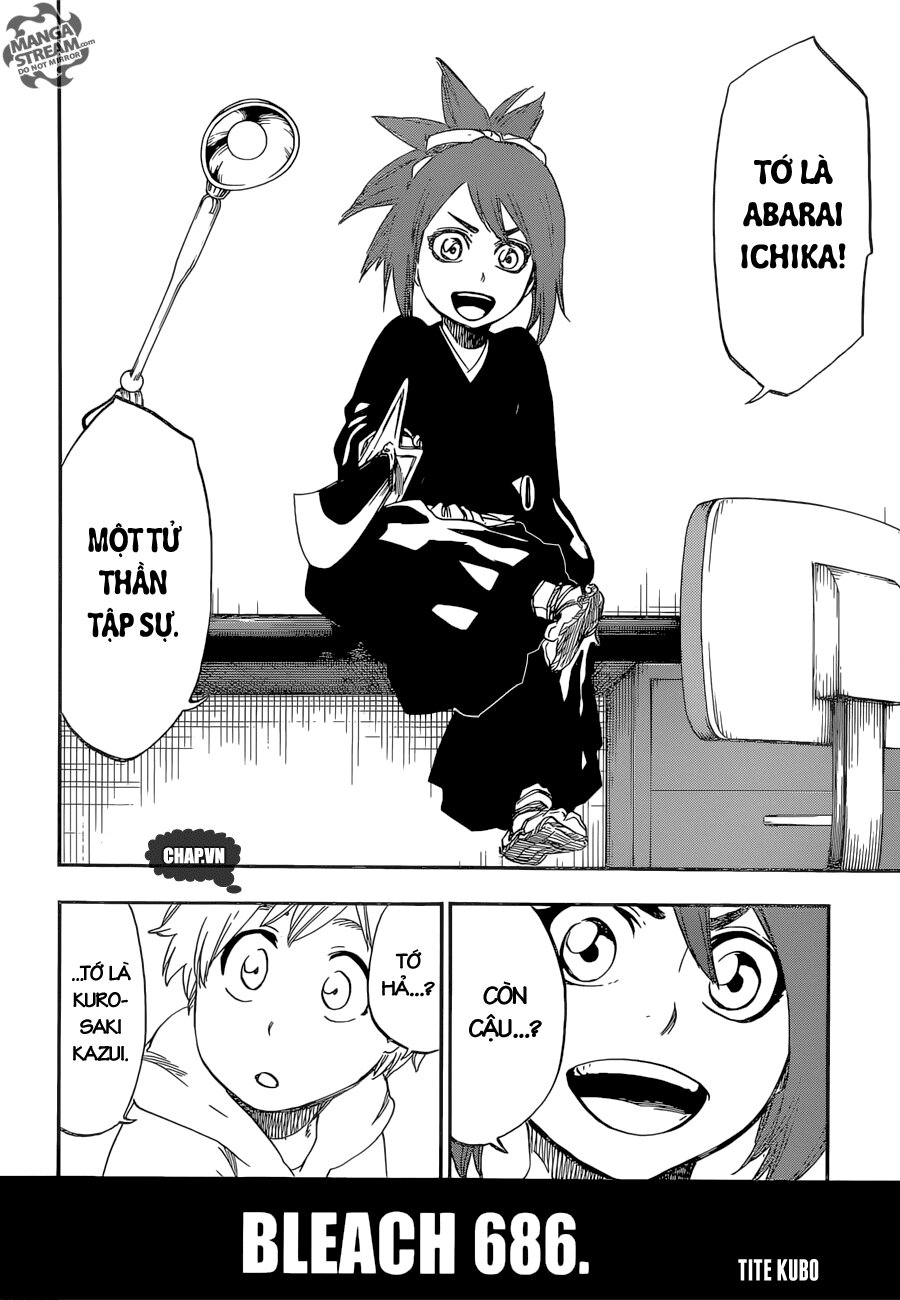 MANGA
STREAM.com
DO NOT MIRROR
TỚ LÀ
ABARAI
ICHIKA!
MỘT TỬ
THẦN
TẬP SỰ.
CHAP.VN
CÒN
CẬU...?
TỚ
HẢ...?
...TỚ LÀ
KURO-
SAKI
KAZUI.
BLEACH 686.
TITE KUBO